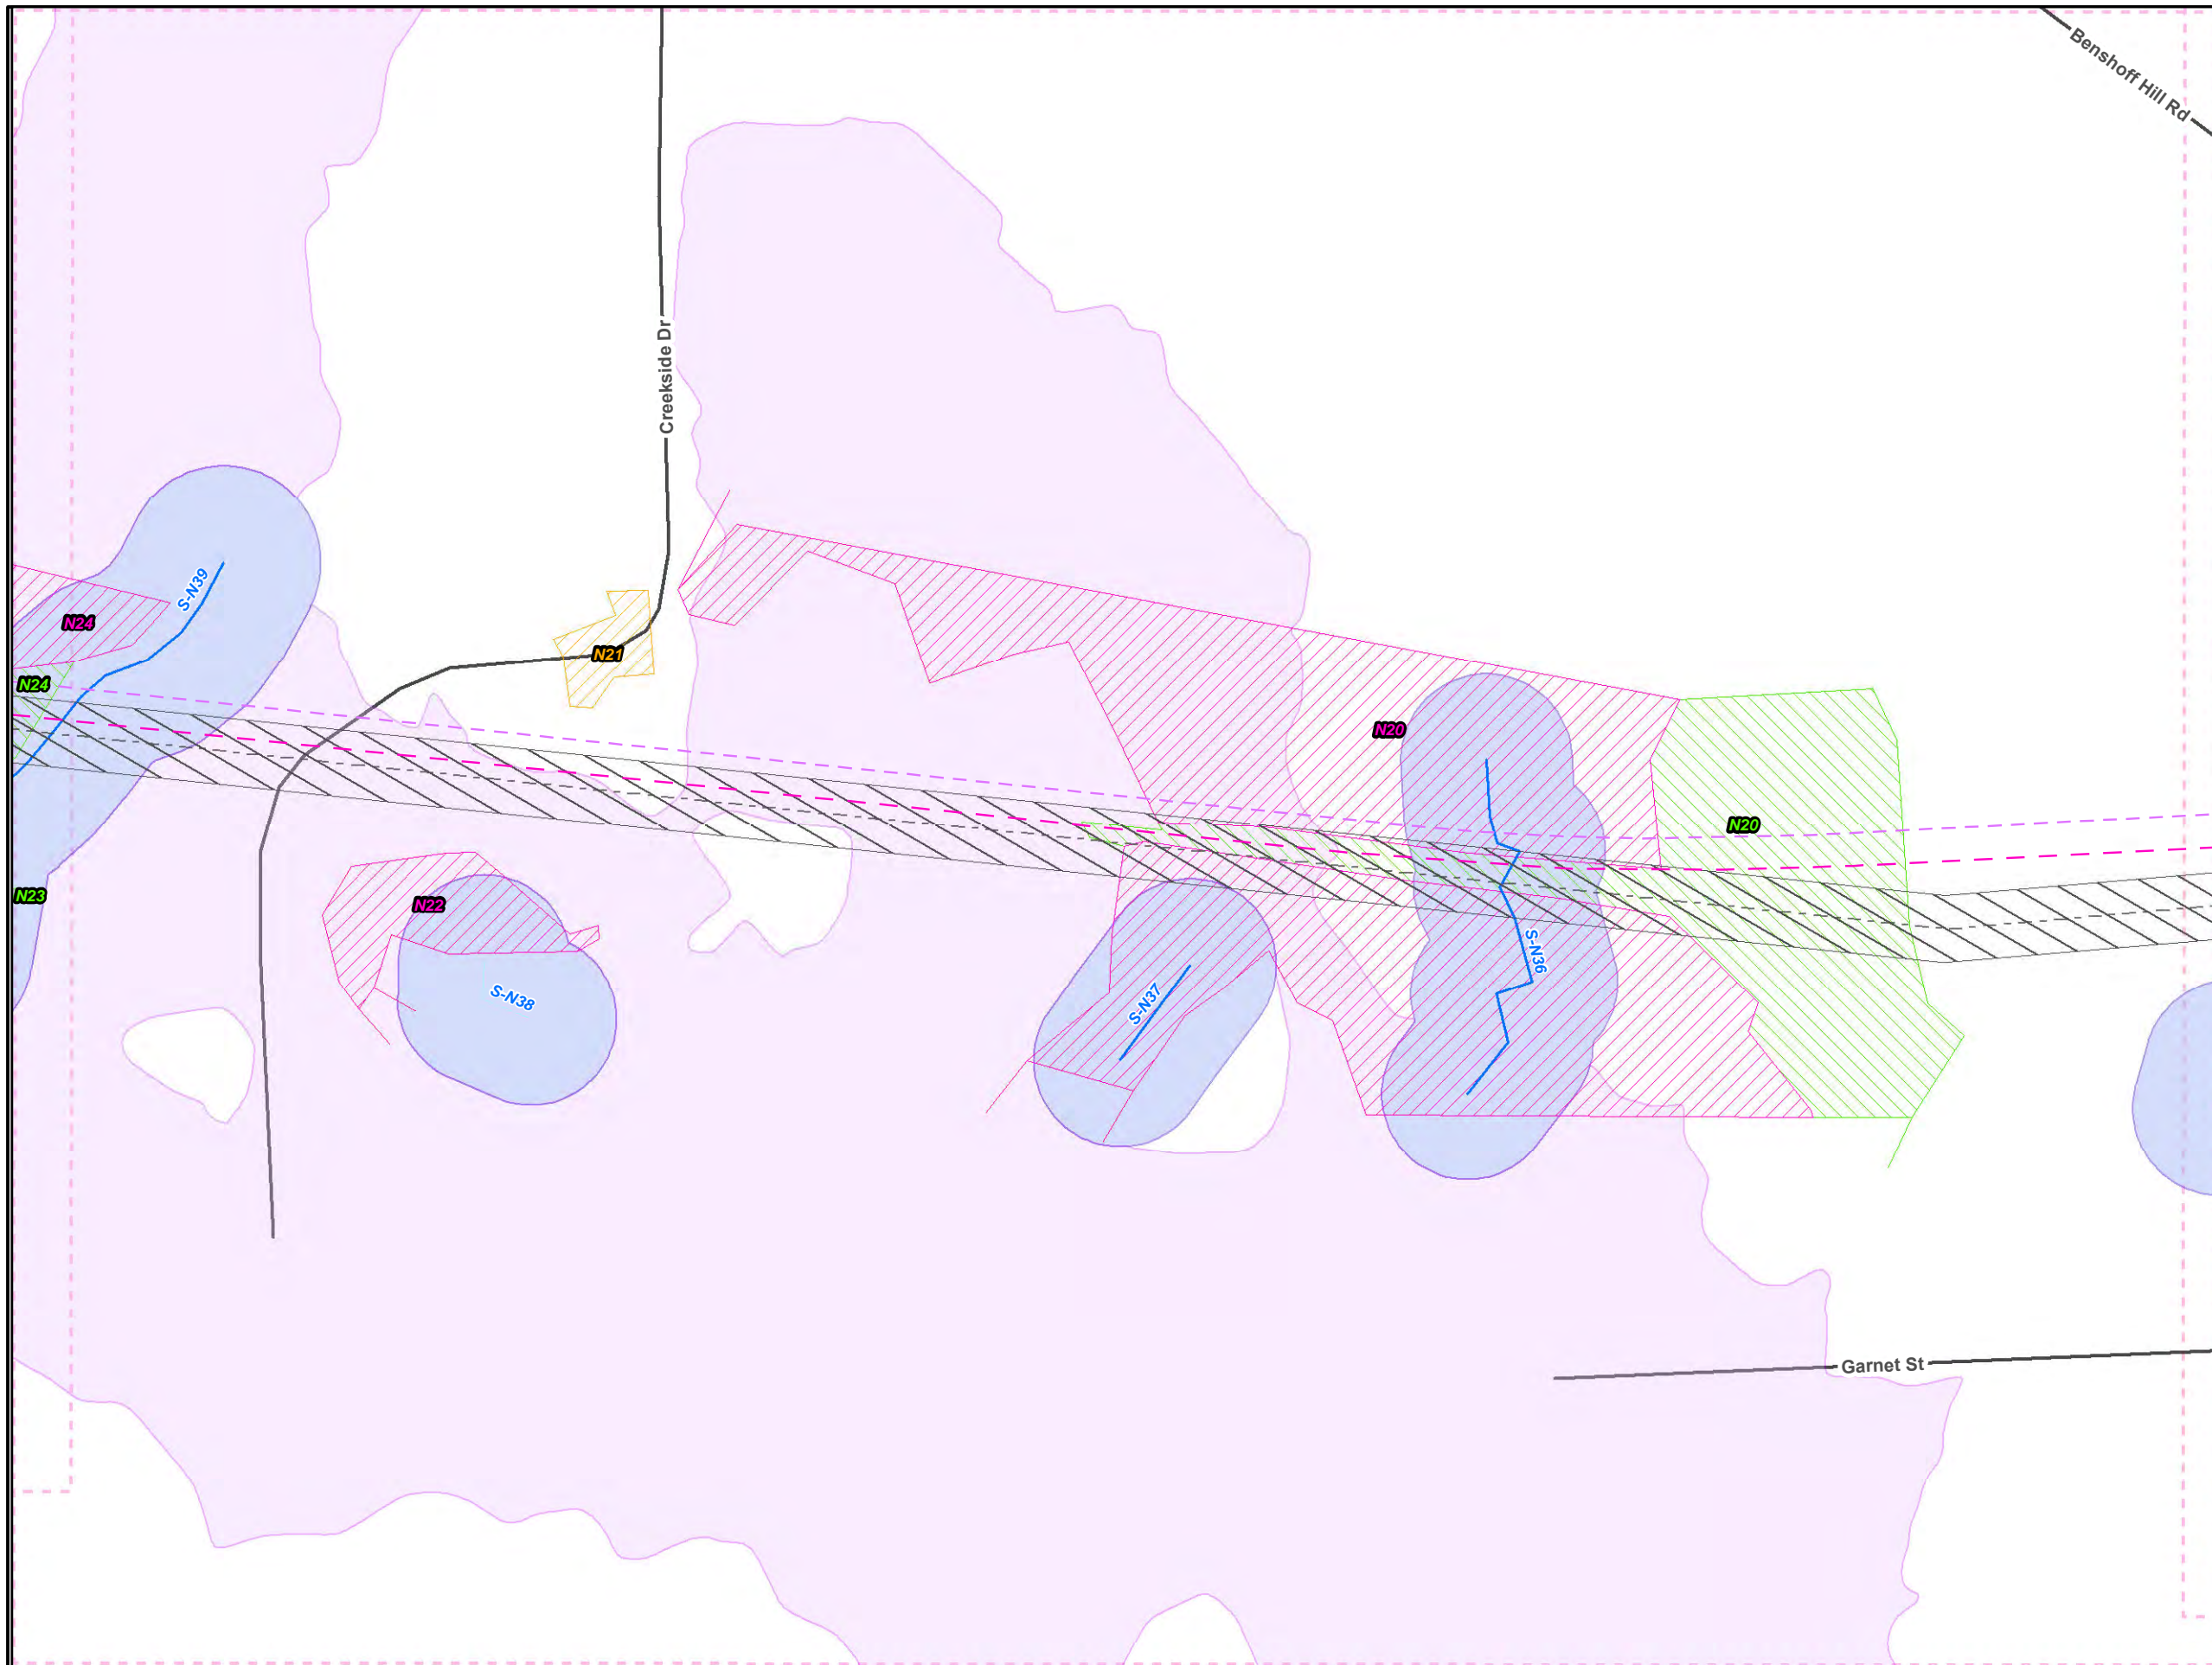 Benshoff Hill Rd
Creekside Dr
S-N39
N24
N21
N24
N20
N20
N23
N22
S-N36
S-N38
S-N37
Garnet St